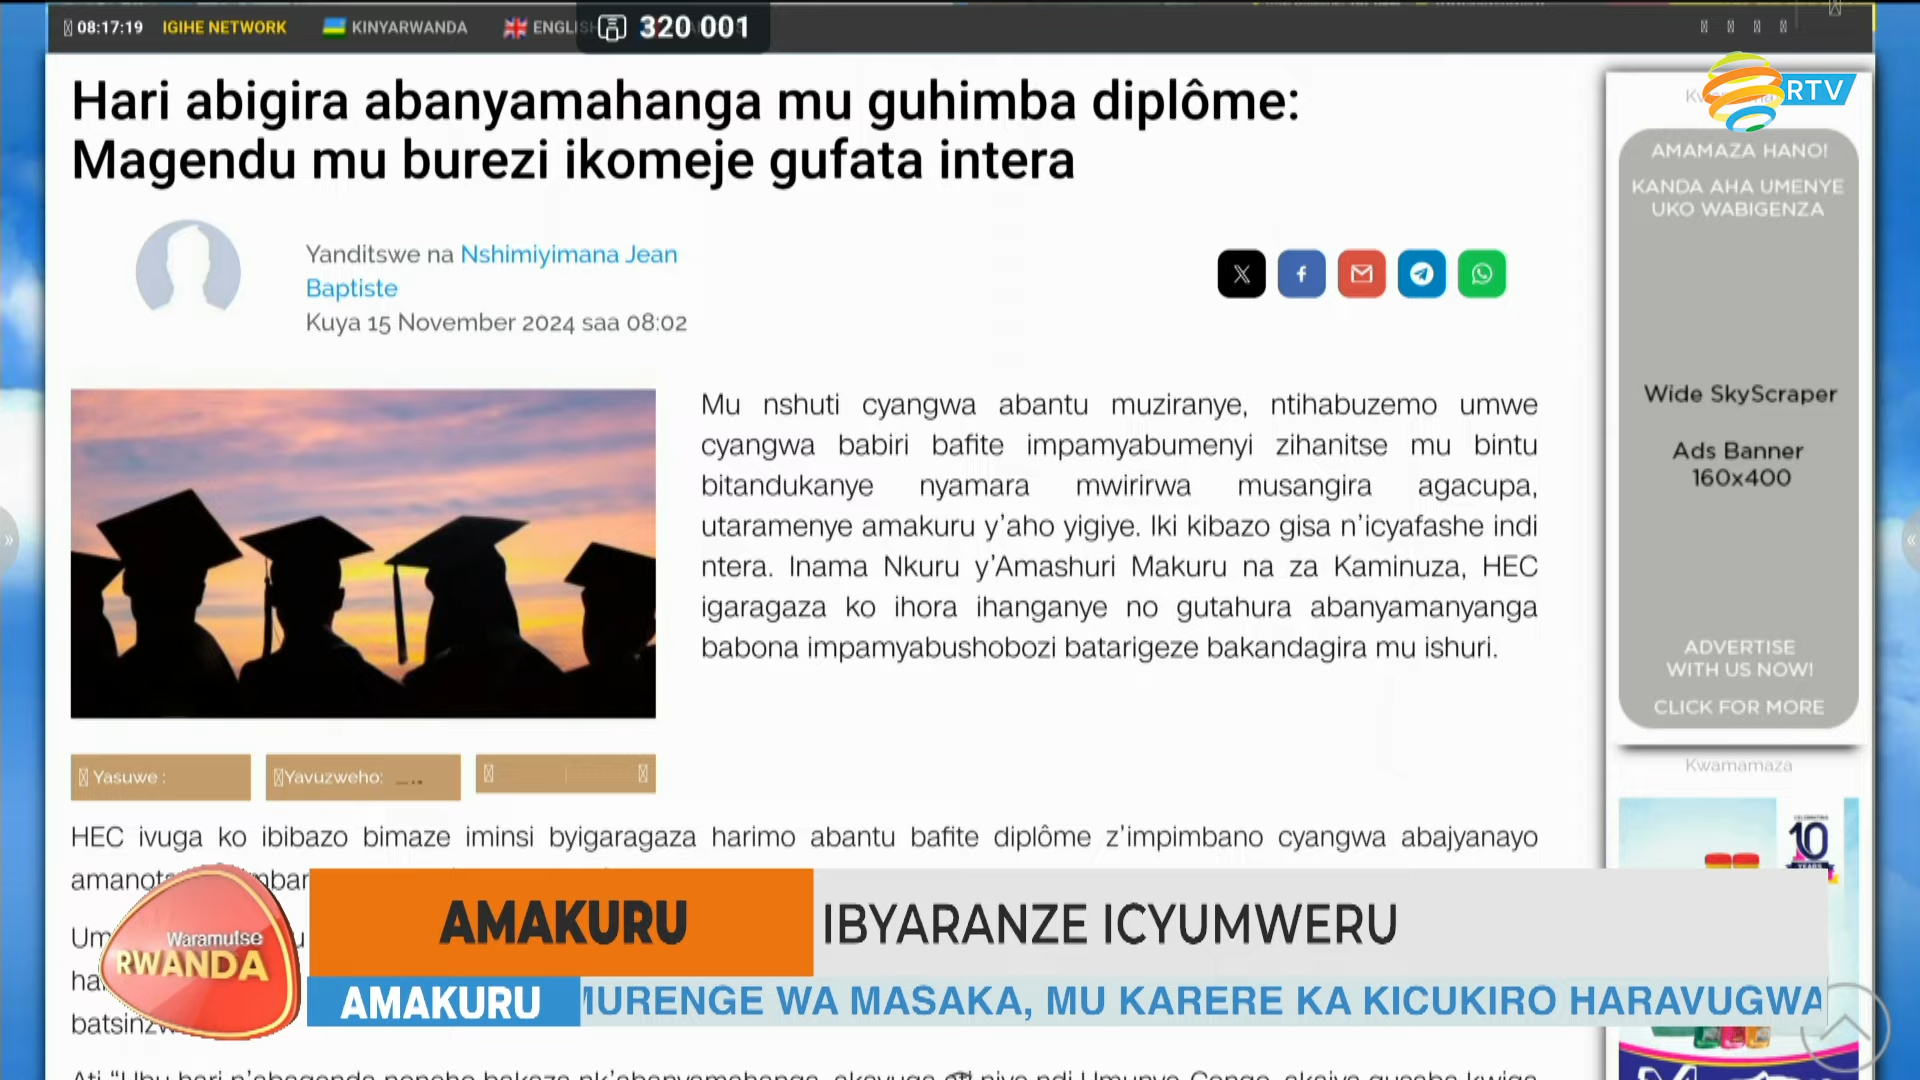 08:17:19 IGIHE NETWORK KINYARWANDA
320 001
RTV
Hari abigira abanyamahanga mu guhimba diplôme:
Magendu mu burezi ikomeje gufata intera
Yanditswe na Nshimiyimana Jean
Baptiste
Kuya 15 November 2024 saa 08:02
Mu nshuti cyangwa abantu muziranye, ntihabuzemo umwe
cyangwa babiri bafite impamyabumenyi zihanitse mu bintu
bitandukanye nyamara mwirirwa musangira agacupa,
utaramenye amakuru y'aho yigiye. Iki kibazo gisa n'icyafashe indi
ntera. Inama Nkuru y'Amashuri Makuru na za Kaminuza, HEC
igaragaza ko ihora ihanganye no gutahura abanyamanyanga
babona impamyabushobozi batarigeze bakandagira mu ishuri.
Yasuwe :
Yavuzweho:
HEC ivuga ko ibibazo bimaze iminsi byigaragaza harimo abantu bafite diplôme z'impimbano cyangwa abajyanayo
AMAMAZA HANO!
KANDA AHA UMENYE
UKO WABIGENZA
Wide SkyScraper
Ads Banner
160x400
ADVERTISE
WITH US NOW!
CLICK FOR MORE
Kwamamaza
10
Waramutse
RWANDA
AMAKURU IBYARANZE ICYUMWERU
AMAKURU MURENGE WA MASAKA, MU KARERE KA KICUKIRO HARAVUGWA